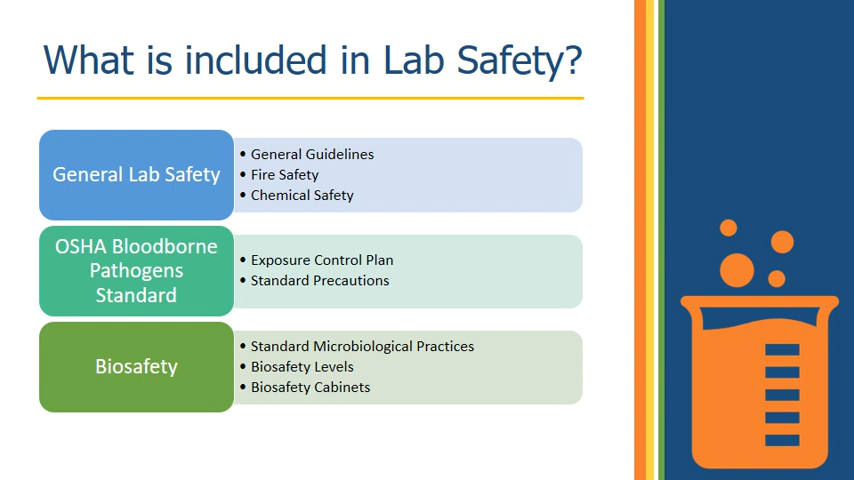 What is included in Lab Safety?
General Lab Safety
• General Guidelines
• Fire Safety
• Chemical Safety
OSHA Bloodborne
Pathogens
Standard
• Exposure Control Plan
• Standard Precautions
Biosafety
• Standard Microbiological Practices
• Biosafety Levels
• Biosafety Cabinets